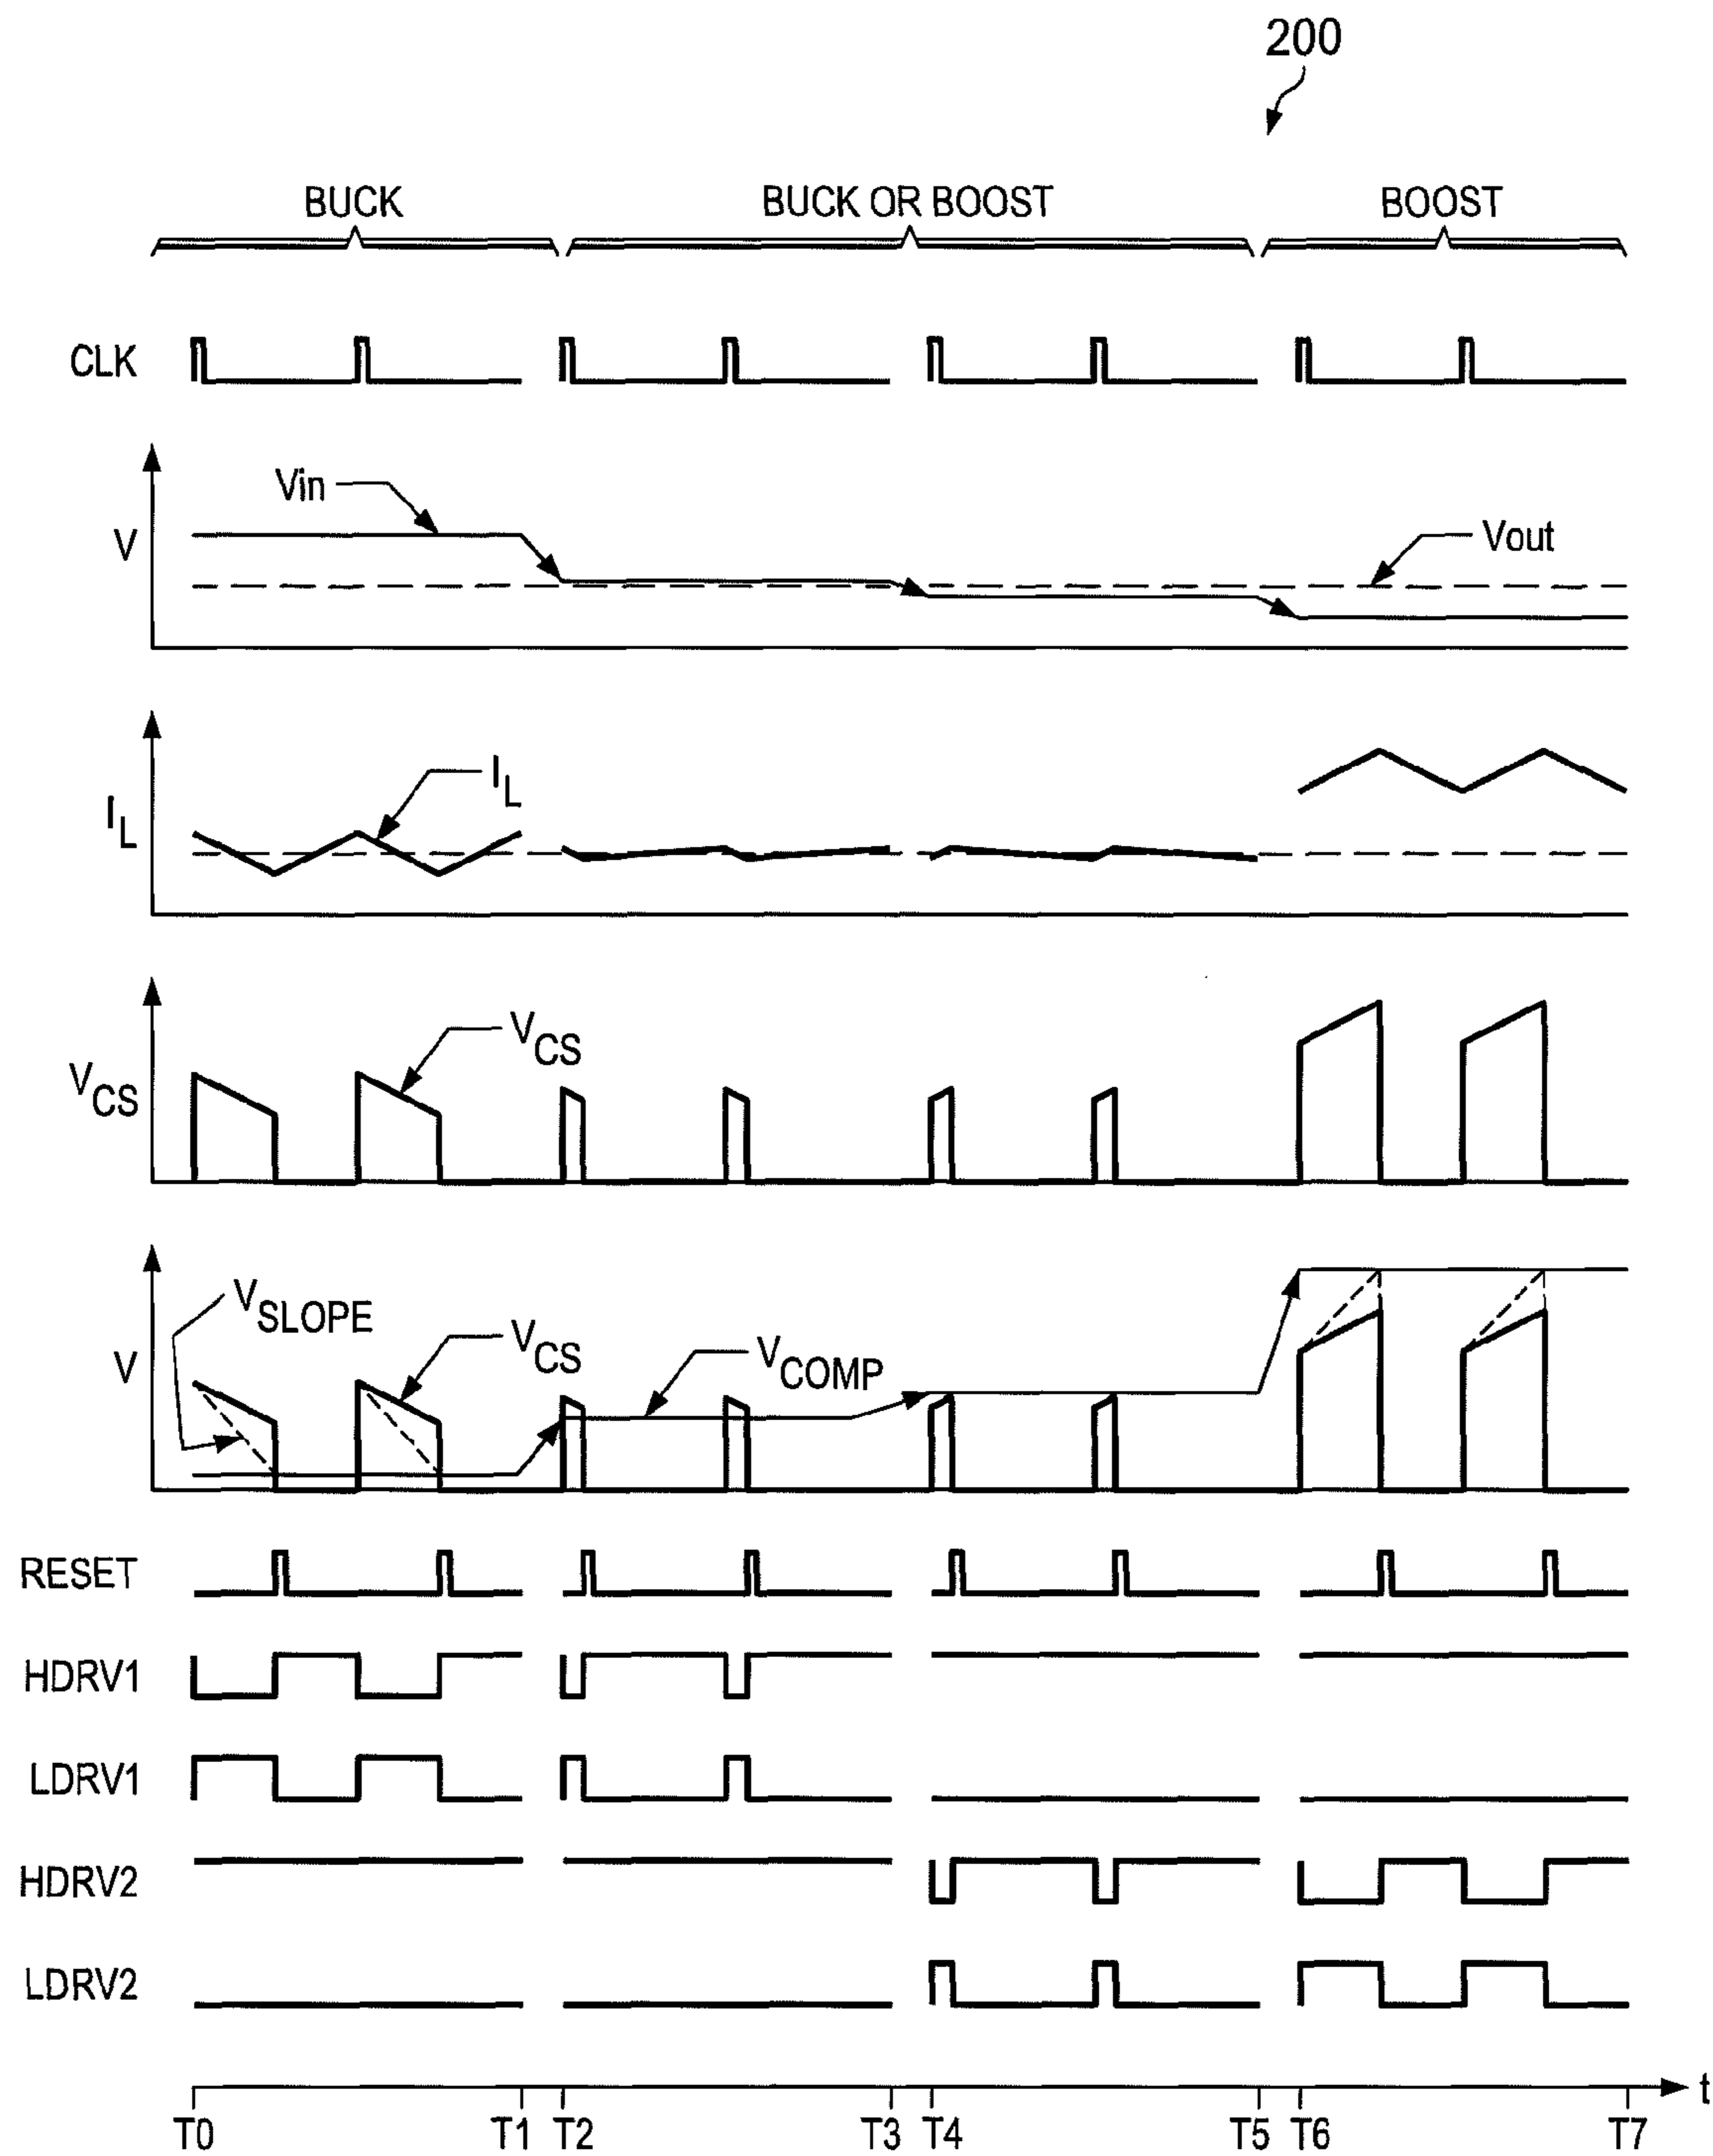 200
BUCK
BUCK OR BOOST
BOOST
CLK
Vin
V
Vout
IL
IL
VCS
VCS
VSLOPE
VCS
VCOMP
V
RESET
HDRV1
LDRV1
HDRV2
LDRV2
t
T0 T1 T2 T3 T4 T5 T6 T7